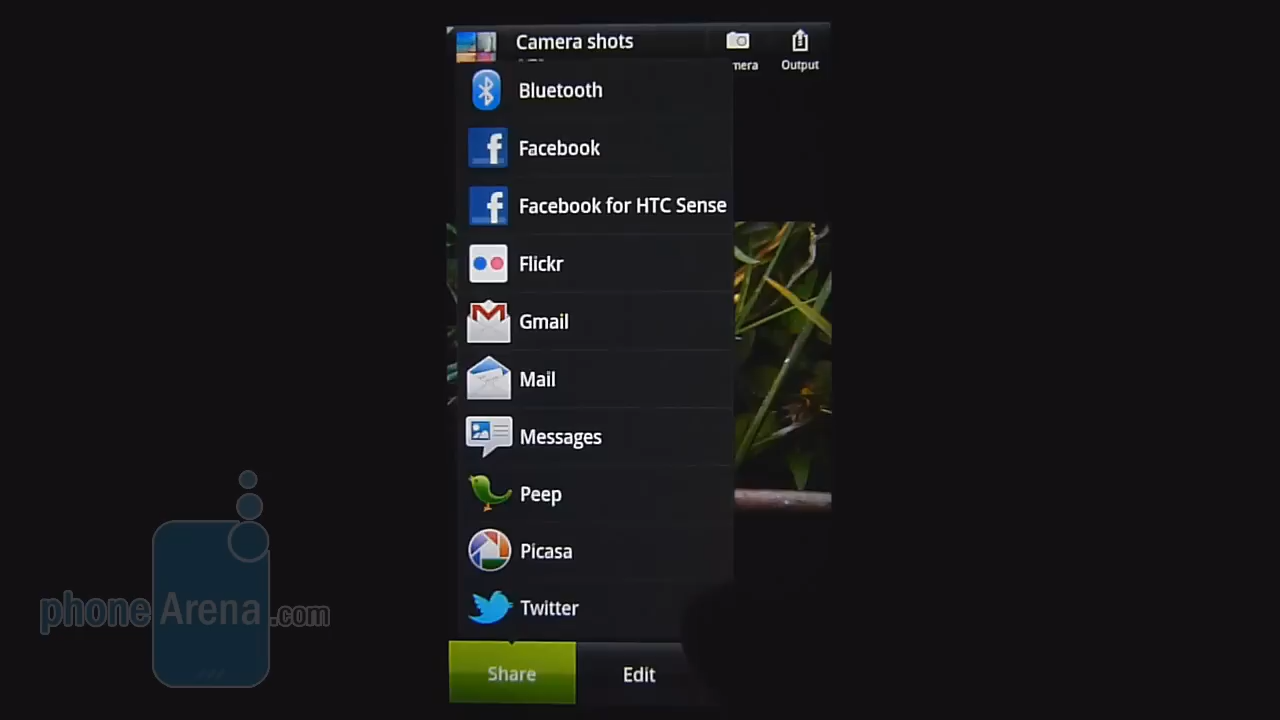 Camera shots
mera
Output
Bluetooth
Facebook
Facebook for HTC Sense
Flickr
Gmail
Mail
Messages
Peep
Picasa
Twitter
Share
Edit
phoneArena.com